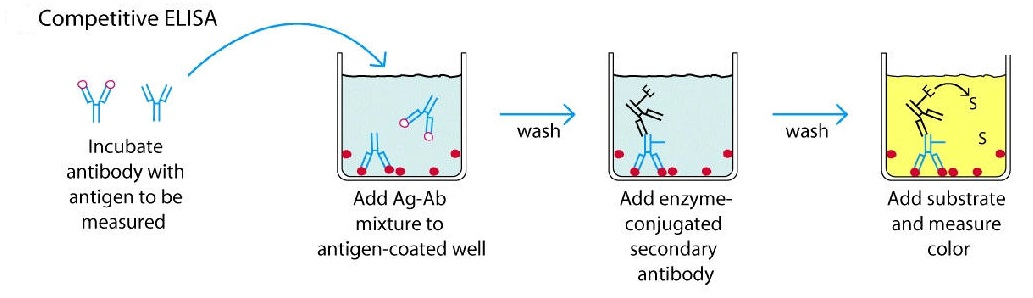 Competitive ELISA
Incubate
antibody with
antigen to be
measured
Add Ag-Ab
mixture to
antigen-coated well
wash
E
Add enzyme-
conjugated
secondary
antibody
wash
E
S
S
Add substrate
and measure
color